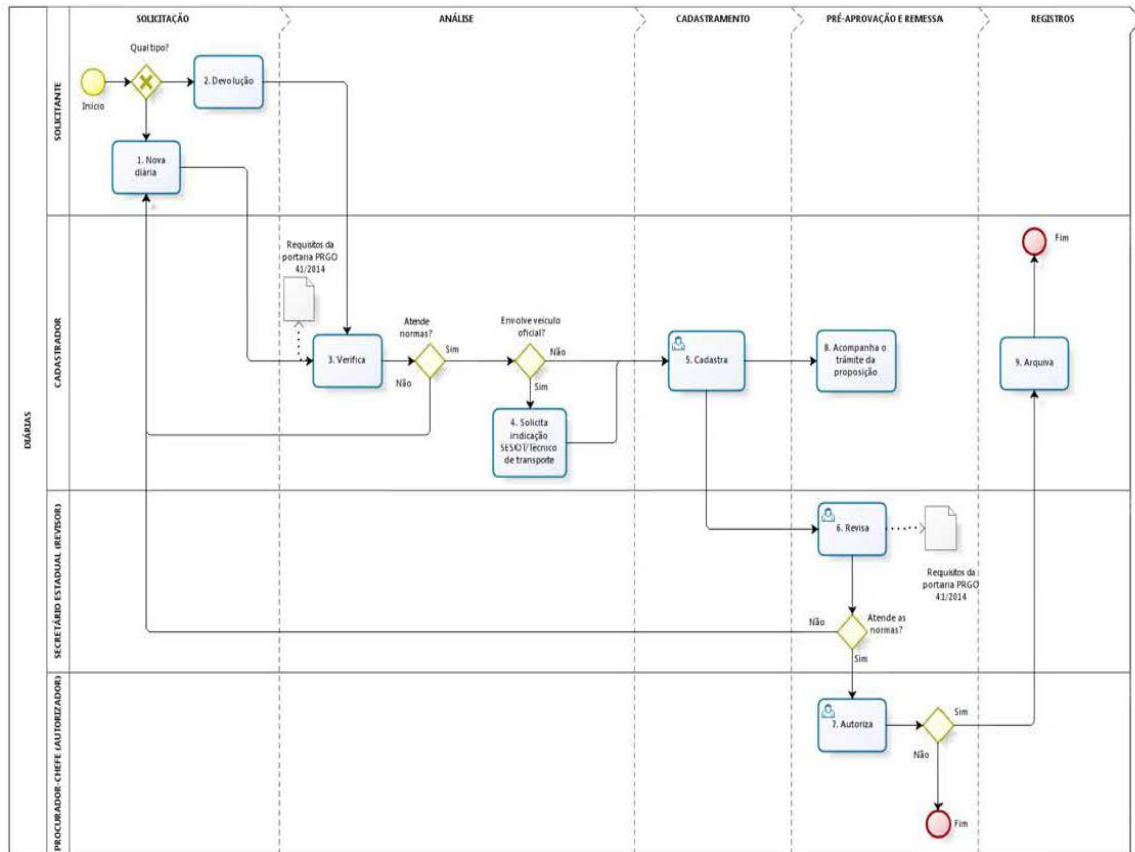 SOLICITAÇÃO
ANÁLISE
CADASTRAMENTO
PRÉ-APROVAÇÃO E REMESSA
REGISTROS
DIÁRIAS
SOLICITANTE
Qual tipo?
Início
2. Devolução
1. Nova
diária
CADASTRADOR
Requisitos da
portaria PRGO
41/2014
3. Verifica
Atende
normas?
Sim
Não
Envolve veículo
oficial?
Não
Sim
4. Solicita
indicação
SESOT/Técnico
de transporte
5. Cadastra
8. Acompanha o
trâmite da
proposição
9. Arquiva
Fim
SECRETÁRIO ESTADUAL (REVISOR)
6. Revisa
Requisitos da
portaria PRGO
41/2014
Atende as
normas?
Não
Sim
PROCURADOR-CHEFE (AUTORIZADOR)
7. Autoriza
Sim
Não
Fim